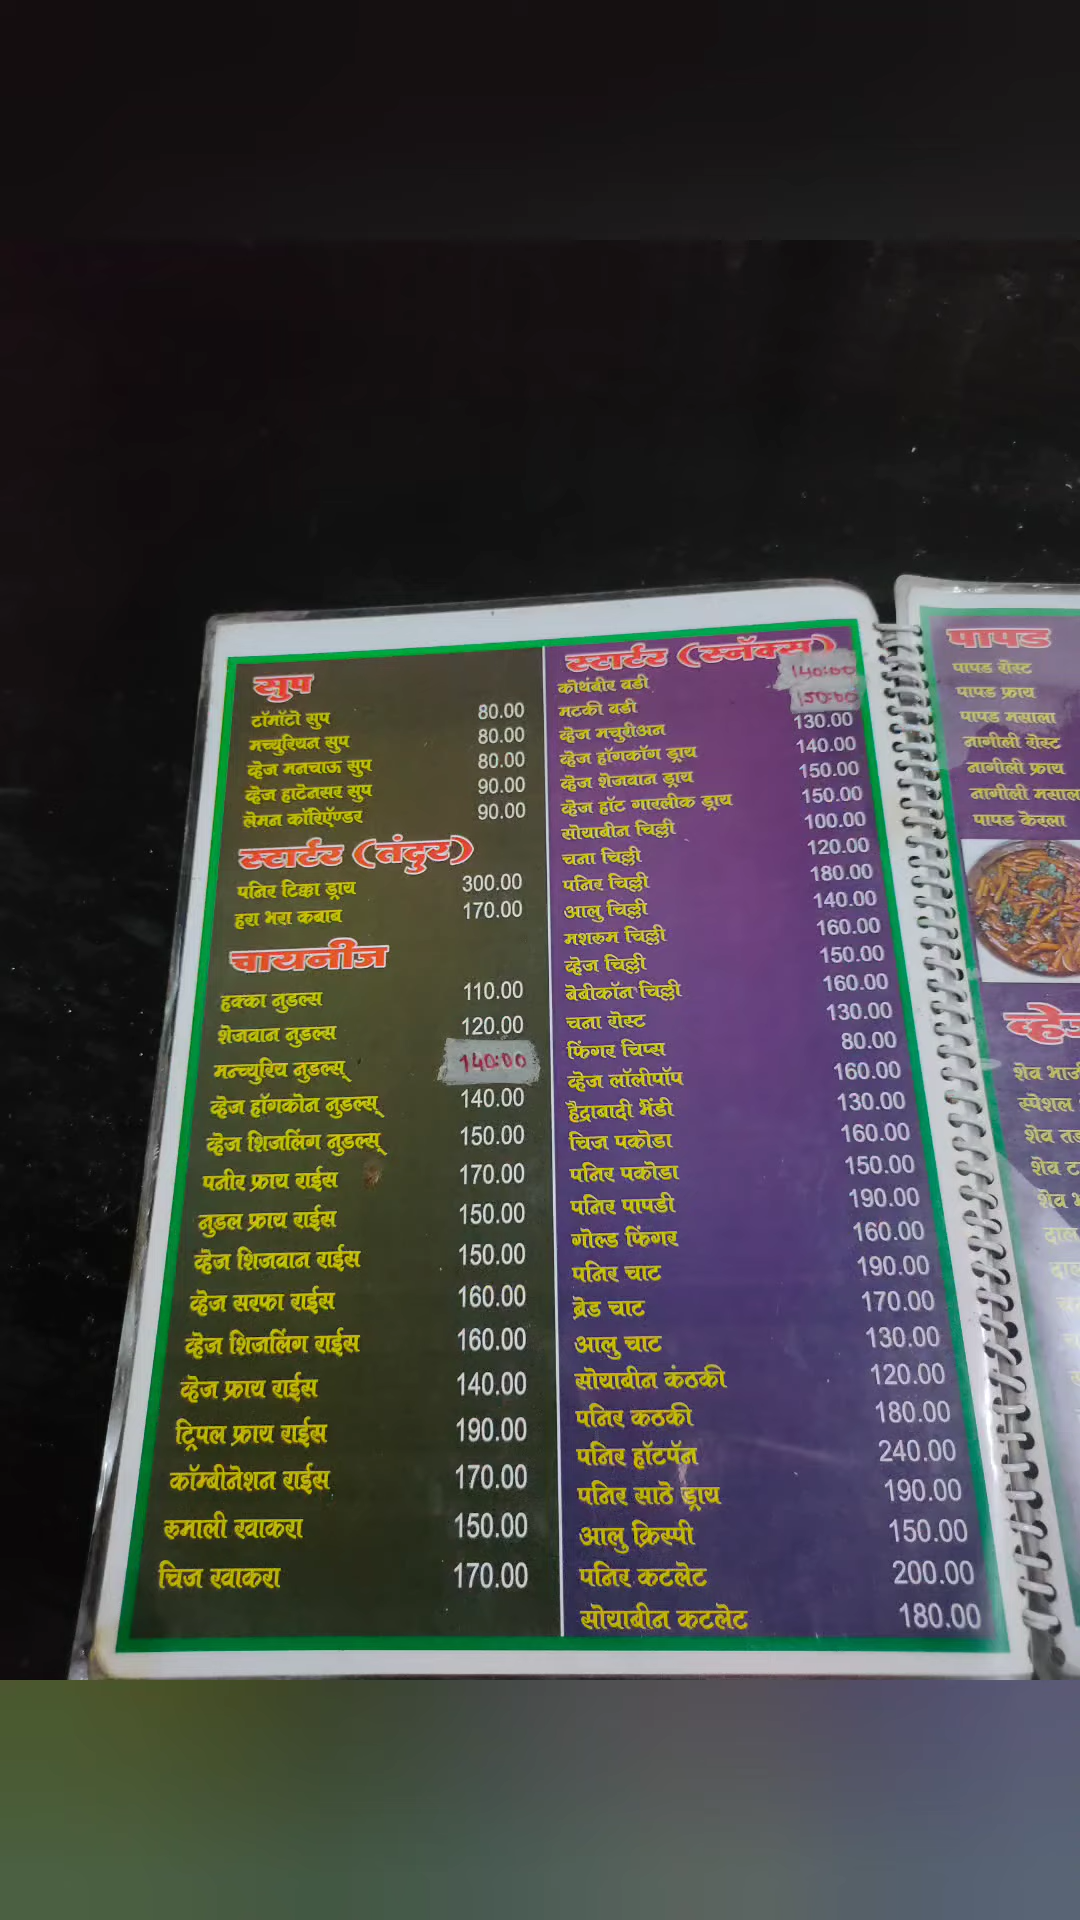 सुप
टॉमॅाटो सुप 80.00
मच्युरियन सुप 80.00
व्हेज मनचाऊ सुप 80.00
व्हेज हाटेनसर सुप 90.00
लेमन कॉरिएॅण्डर 90.00
स्टार्टर (तंदुर)
पनिर टिक्का ड्राय 300.00
हरा भरा कबाब 170.00
चायनीज
हक्का नुडल्स 110.00
शेजवान नुडल्स 120.00
मन्च्युरिय नुडल्स् 140:00
व्हेज हॉगकोन नुडल्स् 140.00
व्हेज शिजलिंग नुडल्स् 150.00
पनीर फ्राय राईस 170.00
नुडल फ्राय राईस 150.00
व्हेज शिजवान राईस 150.00
व्हेज सरफा राईस 160.00
व्हेज शिजलिंग राईस 160.00
व्हेज फ्राय राईस 140.00
ट्रिपल फ्राय राईस 190.00
कॉम्बीनेशन राईस 170.00
रुमाली खाकरा 150.00
चिज खाकरा 170.00
स्टार्टर (स्नॅक्स)
कोथंबीर वडी 140:00
मटकी वडी 150:00
व्हेज मचुरीअन 130.00
व्हेज हॉगकॉग ड्राय 140.00
व्हेज शेजवान ड्राय 150.00
व्हेज हॉट गारलीक ड्राय 150.00
सोयाबीन चिल्ली 100.00
चना चिल्ली 120.00
पनिर चिल्ली 180.00
आलु चिल्ली 140.00
मशरुम चिल्ली 160.00
व्हेज चिल्ली 150.00
बेबीकॉन चिल्ली 160.00
चना रोस्ट 130.00
फिंगर चिप्स 80.00
व्हेज लॉलीपॉप 160.00
हैद्राबादी भेंडी 130.00
चिज पकोडा 160.00
पनिर पकोडा 150.00
पनिर पापडी 190.00
गोल्ड फिंगर 160.00
पनिर चाट 190.00
ब्रेड चाट 170.00
आलु चाट 130.00
सोयाबीन कंठकी 120.00
पनिर कठकी 180.00
पनिर हॉटपॅन 240.00
पनिर साठे ड्राय 190.00
आलु क्रिस्पी 150.00
पनिर कटलेट 200.00
सोयाबीन कटलेट 180.00
पापड
पापड रोस्ट
पापड फ्राय
पापड मसाला
नागीली रोस्ट
नागीली फ्राय
नागीली मसाल
पापड केरला
व्हेज
शेव भाजी
स्पेशल
शेव तड
शेव ट
शेव
दाल
दाल